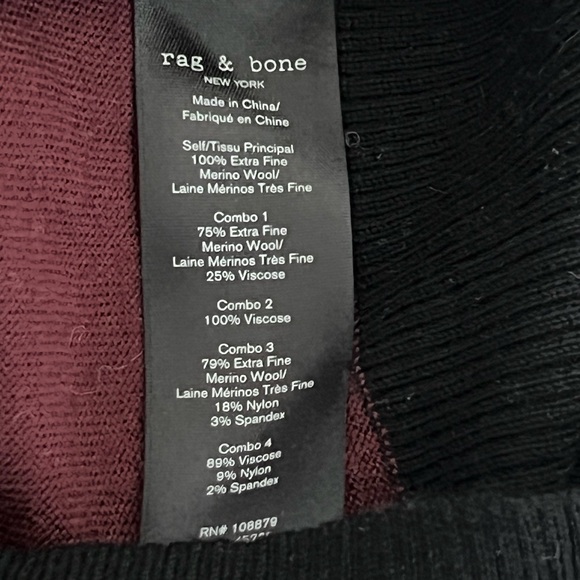 rag & bone
NEW YORK
Made in China/
Fabriqué en Chine
Self/Tissu Principal
100% Extra Fine
Merino Wool/
Laine Mérinos Très Fine
Combo 1
75% Extra Fine
Merino Wool/
Laine Mérinos Très Fine
25% Viscose
Combo 2
100% Viscose
Combo 3
79% Extra Fine
Merino Wool/
Laine Mérinos Très Fine
18% Nylon
3% Spandex
Combo 4
89% Viscose
9% Nylon
2% Spandex
RN# 108879